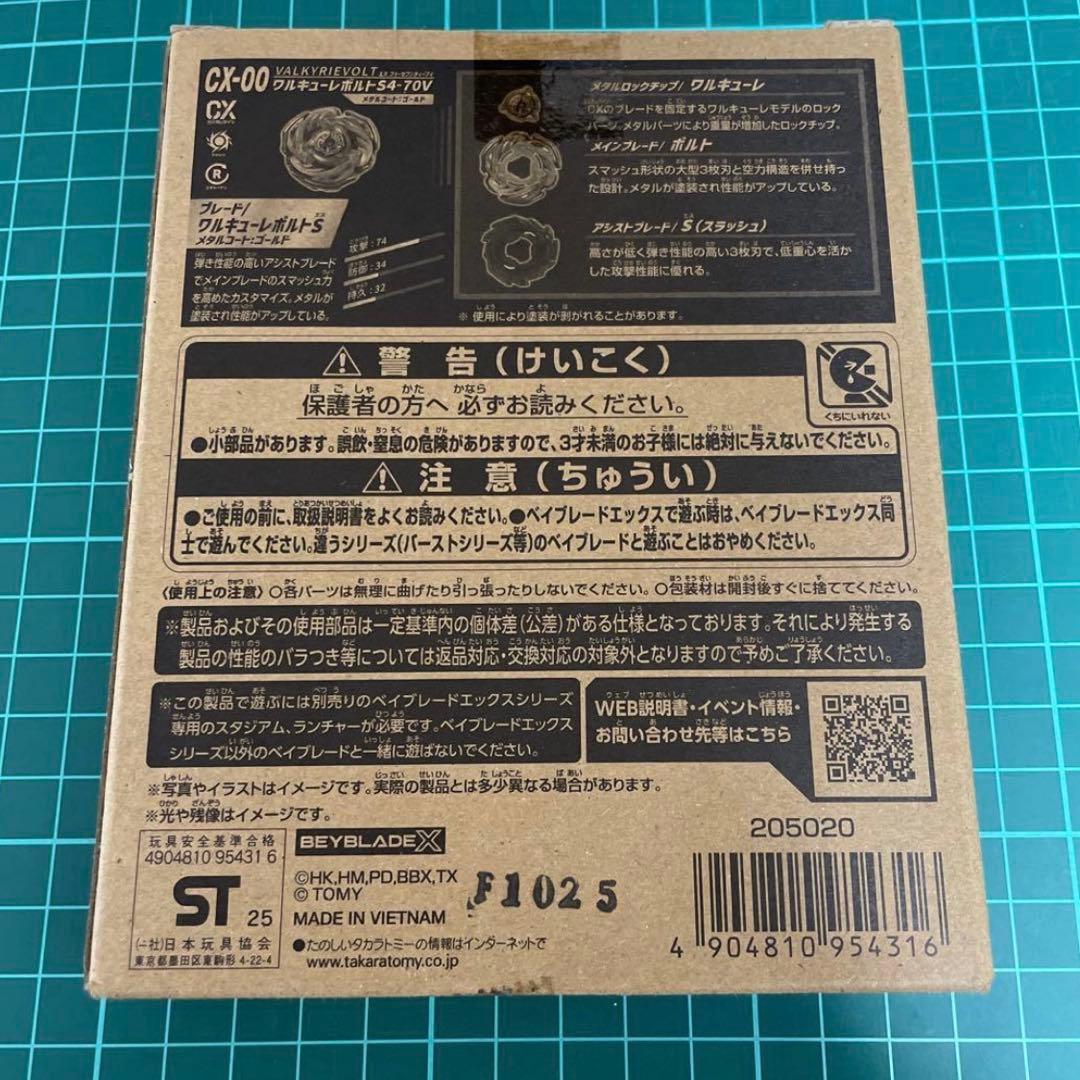 CX-00 VALKYRIEVOLT
ワルキューレボルトS4-70V
メタルコート:ゴールド
CX
R
ブレード/
ワルキューレボルトS
メタルコート:ゴールド
弾き性能の高いアシストブレード
でメインブレードのスマッシュ力
を高めたカスタマイズ。メタルが
塗装され性能がアップしている。
攻撃:74
防御:34
持久:32
メタルロックチップ/ ワルキューレ
CXのブレードを固定するワルキューレモデルのロック
パーツ。メタルパーツにより重量が増加したロックチップ。
メインブレード/ ボルト
スマッシュ形状の大型3枚刃と空力構造を併せ持っ
た設計。メタルが塗装され性能がアップしている。
アシストブレード/ S(スラッシュ)
高さが低く弾き性能の高い3枚刃で、低重心を活か
した攻撃性能に優れる。
※ 使用により塗装が剥がれることがあります。
警告(けいこく)
保護者の方へ 必ずお読みください。
●小部品があります。誤飲・窒息の危険がありますので、3才未満のお子様には絶対に与えないでください。
くちにいれない
注意(ちゅうい)
●ご使用の前に、取扱説明書をよくお読みください。●ベイブレードエックスで遊ぶ時は、ベイブレードエックス同
士で遊んでください。違うシリーズ(バーストシリーズ等)のベイブレードと遊ぶことはおやめください。
〈使用上の注意〉 ○各パーツは無理に曲げたり引っ張ったりしないでください。 ○包装材は開封後すぐに捨ててください。
※製品およびその使用部品は一定基準内の個体差(公差)がある仕様となっております。それにより発生する
製品の性能のバラつき等については返品対応・交換対応の対象外となりますので予めご了承ください。
※この製品で遊ぶには別売りのベイブレードエックスシリーズ
専用のスタジアム、ランチャーが必要です。ベイブレードエックス
シリーズ以外のベイブレードと一緒に遊ばないでください。
WEB説明書・イベント情報・
お問い合わせ先等はこちら
※写真やイラストはイメージです。実際の製品とは多少異なる場合があります。
※光や残像はイメージです。
玩具安全基準合格
4904810 95431 6
ST 25
(一社)日本玩具協会
東京都墨田区東駒形 4-22-4
BEYBLADE X
©HK,HM,PD,BBX,TX
© TOMY
MADE IN VIETNAM
F1025
●たのしいタカラトミーの情報はインターネットで
www.takaratomy.co.jp
205020
4 904810 954316